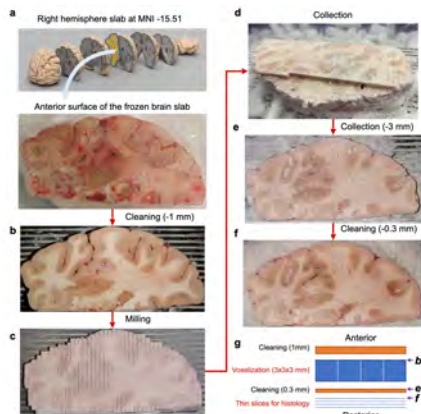 a
Right hemisphere slab at MNI -15.51
Anterior surface of the frozen brain slab
Cleaning (-1 mm)
b
Milling
c
d
Collection
Collection (-3 mm)
e
Cleaning (-0.3 mm)
f
g
Anterior
Cleaning (1mm)
b
Voxelization (3x3x3 mm)
Cleaning (0.3 mm)
e
f
Thin slices for histology